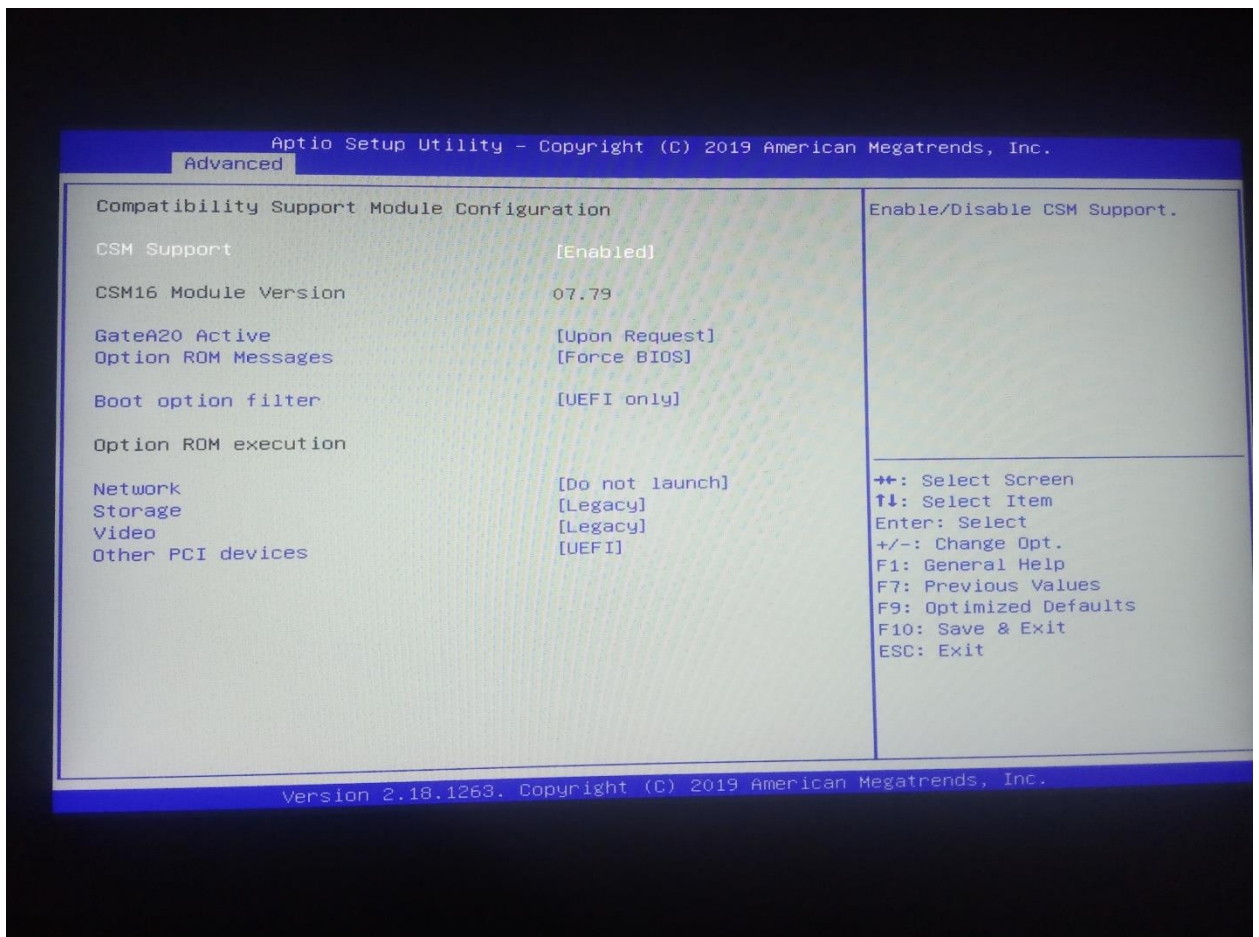 Aptio Setup Utility – Copyright (C) 2019 American Megatrends, Inc.
Advanced
Compatibility Support Module Configuration
CSM Support [Enabled]
CSM16 Module Version 07.79
GateA20 Active [Upon Request]
Option ROM Messages [Force BIOS]
Boot option filter [UEFI only]
Option ROM execution
Network [Do not launch]
Storage [Legacy]
Video [Legacy]
Other PCI devices [UEFI]
Enable/Disable CSM Support.
→←: Select Screen
↑↓: Select Item
Enter: Select
+/-: Change Opt.
F1: General Help
F7: Previous Values
F9: Optimized Defaults
F10: Save & Exit
ESC: Exit
Version 2.18.1263. Copyright (C) 2019 American Megatrends, Inc.